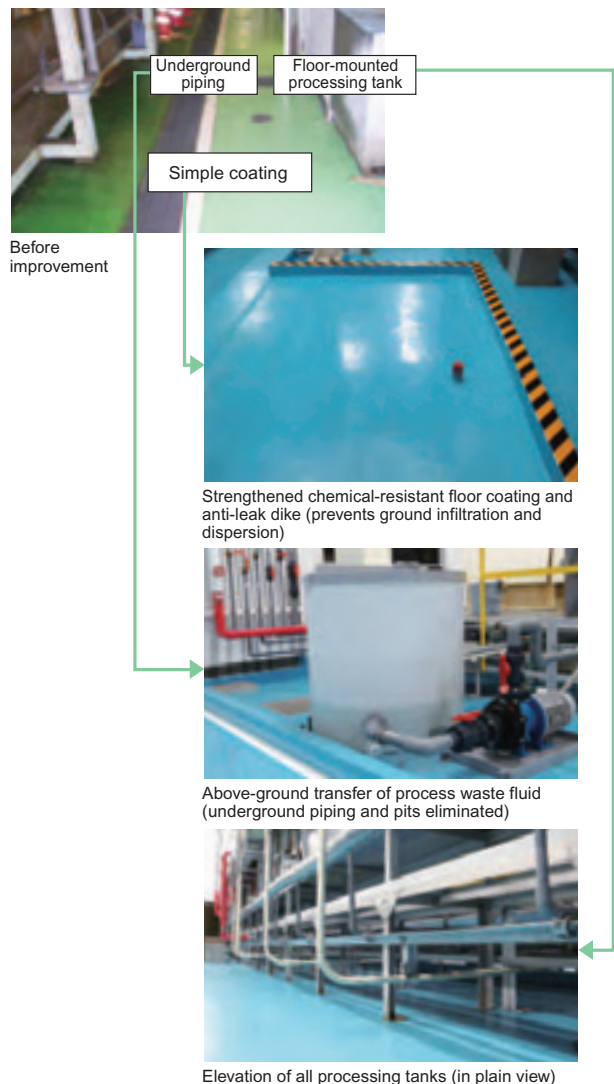 Underground
piping
Floor-mounted
processing tank
Simple coating
Before
improvement
Strengthened chemical-resistant floor coating and
anti-leak dike (prevents ground infiltration and
dispersion)
Above-ground transfer of process waste fluid
(underground piping and pits eliminated)
Elevation of all processing tanks (in plain view)